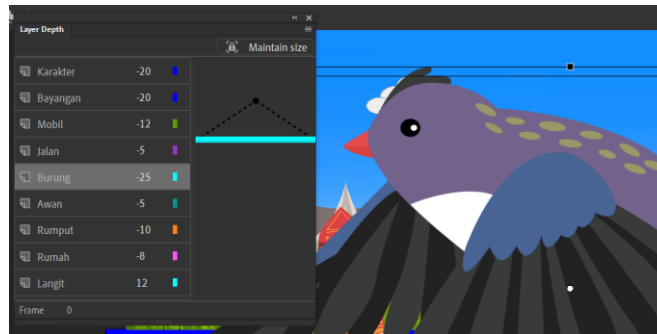 Layer Depth
Maintain size
Karakter -20
Bayangan -20
Mobil -12
Jalan -5
Burung -25
Awan -5
Rumput -10
Rumah -8
Langit 12
Frame 0